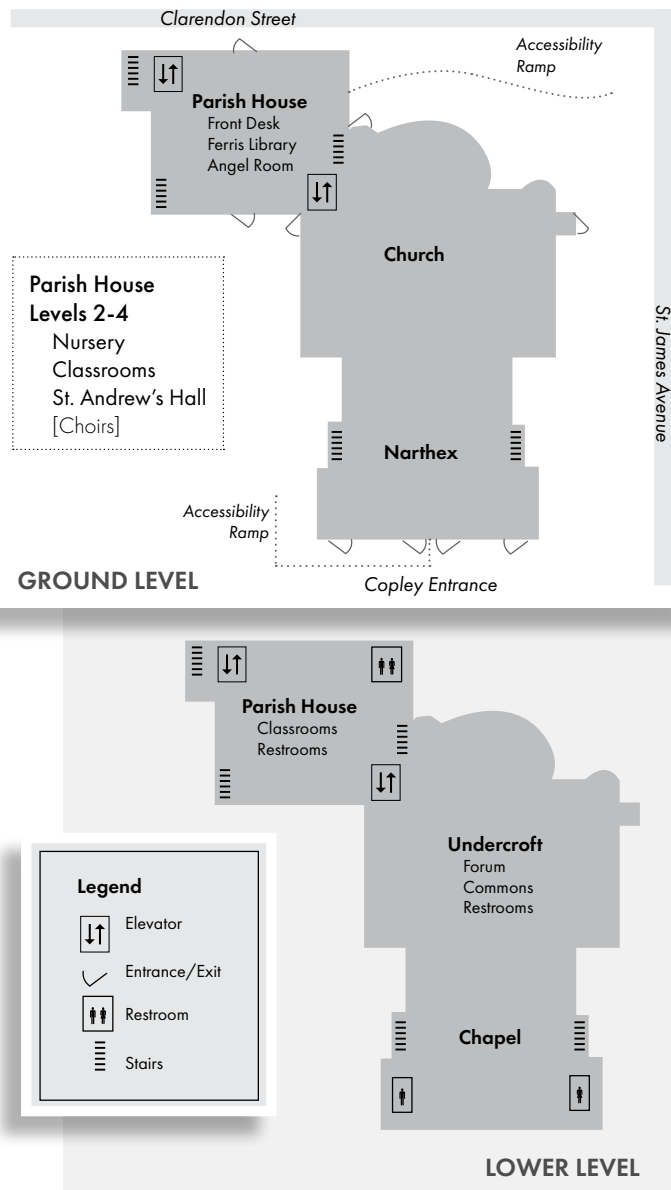 Clarendon Street
Accessibility
Ramp
Parish House
Front Desk
Ferris Library
Angel Room
Church
Parish House
Levels 2-4
Nursery
Classrooms
St. Andrew's Hall
[Choirs]
St. James Avenue
Narthex
Accessibility
Ramp
GROUND LEVEL
Copley Entrance
Parish House
Classrooms
Restrooms
Undercroft
Forum
Commons
Restrooms
Legend
Elevator
Entrance/Exit
Restroom
Stairs
Chapel
LOWER LEVEL